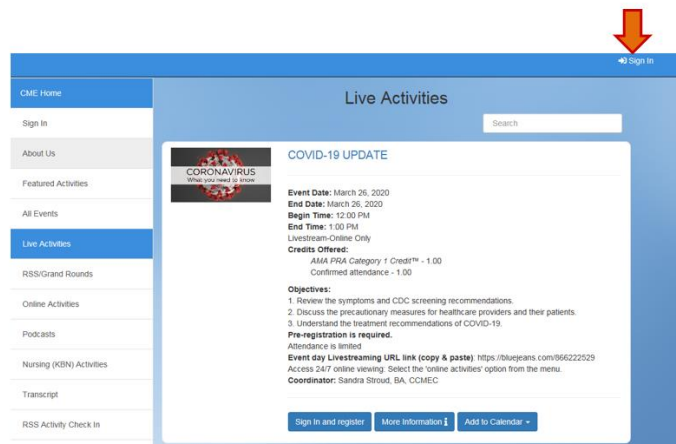 Sign In
CME Home
Sign In
About Us
Featured Activities
All Events
Live Activities
RSS/Grand Rounds
Online Activities
Podcasts
Nursing (KBN) Activities
Transcript
RSS Activity Check In
Live Activities
Search
CORONAVIRUS
What you need to know
COVID-19 UPDATE
Event Date: March 26, 2020
End Date: March 26, 2020
Begin Time: 12:00 PM
End Time: 1:00 PM
Livestream-Online Only
Credits Offered:
AMA PRA Category 1 Credit™ - 1.00
Confirmed attendance - 1.00
Objectives:
1. Review the symptoms and CDC screening recommendations.
2. Discuss the precautionary measures for healthcare providers and their patients.
3. Understand the treatment recommendations of COVID-19.
Pre-registration is required.
Attendance is limited
Event day Livestreaming URL link (copy & paste): https://bluejeans.com/866222529
Access 24/7 online viewing: Select the 'online activities' option from the menu.
Coordinator: Sandra Stroud, BA, CCMEC
Sign In and register
More Information
Add to Calendar